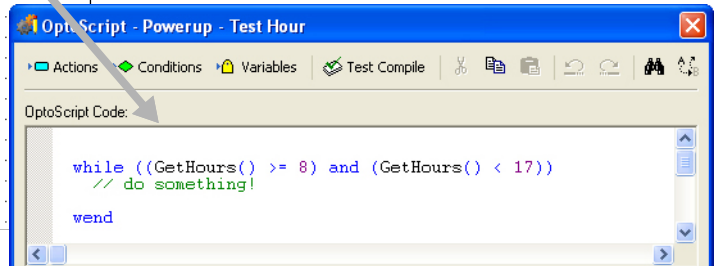 OptoScript - Powerup - Test Hour
Actions Conditions Variables Test Compile
OptoScript Code:
while ((GetHours() >= 8) and (GetHours() < 17))
// do something!
wend